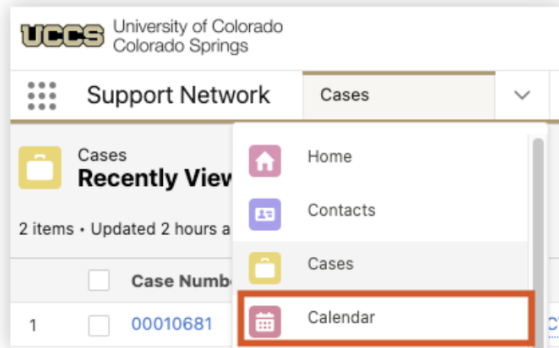 UCCS
University of Colorado
Colorado Springs
Support Network
Cases
Cases
Recently View
2 items • Updated 2 hours a
Case Numb
1
00010681
Home
Contacts
Cases
Calendar